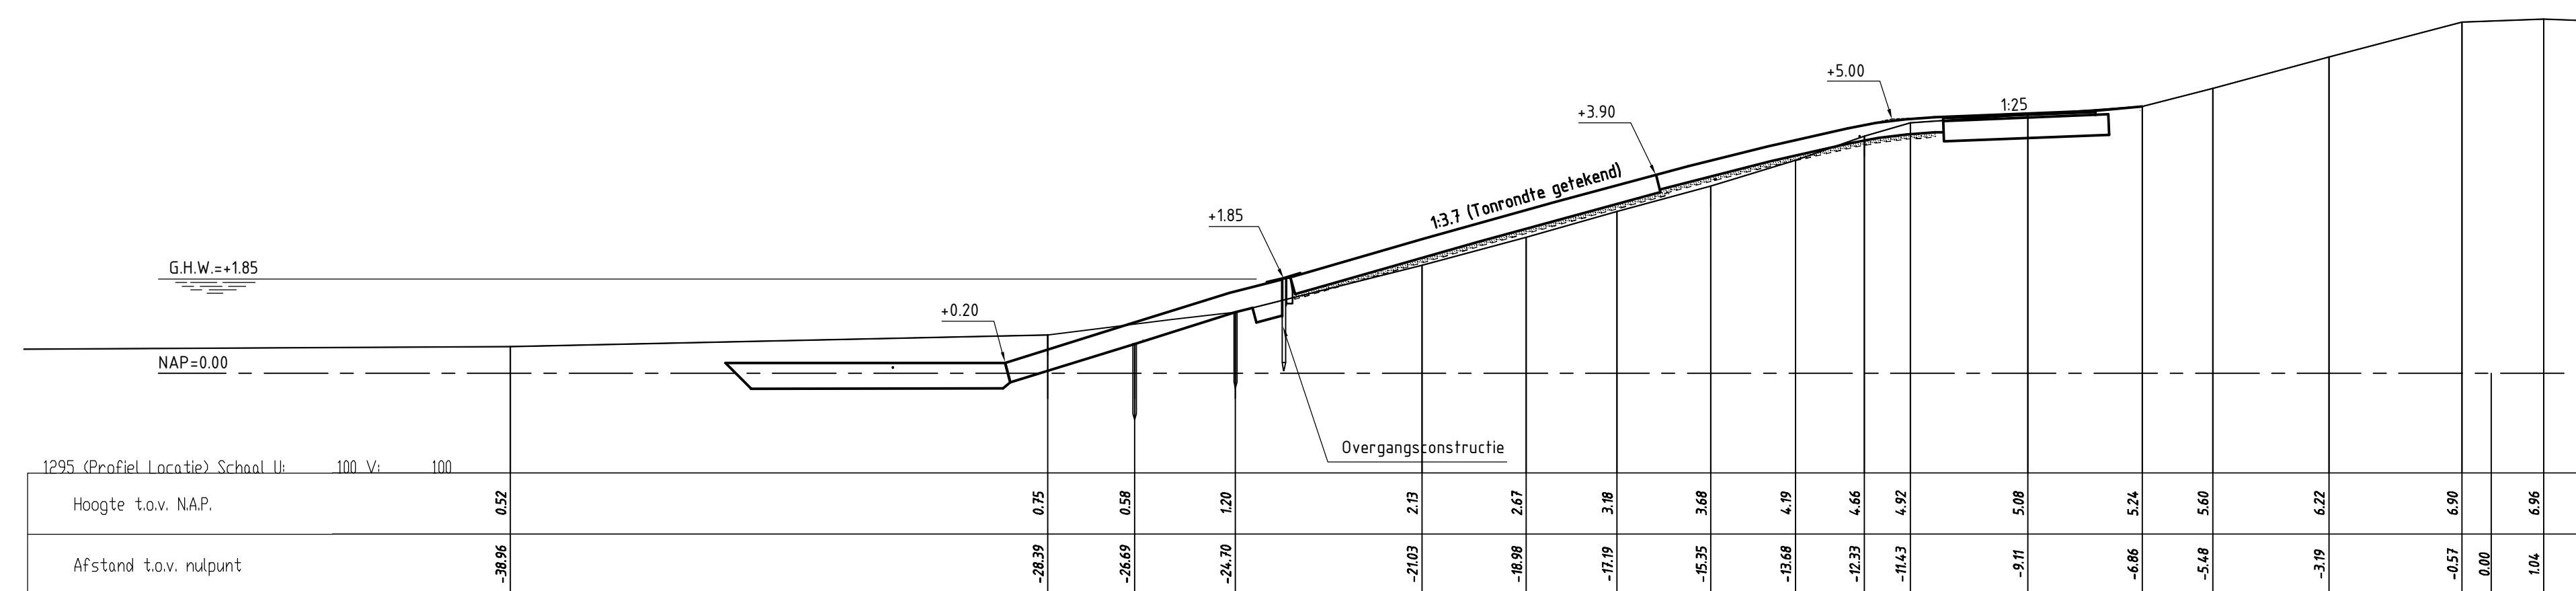 +5.00
1:25
+3.90
1:3.7 (Tonrondte getekend)
+1.85
G.H.W.=+1.85
+0.20
NAP=0.00
Overgangsconstructie
1295 (Profiel Locatie) Schaal U: 100 V: 100
Hoogte t.o.v. N.A.P. 0.52 0.75 0.58 1.20 2.13 2.67 3.18 3.68 4.19 4.66 4.92 5.08 5.24 5.60 6.22 6.90 6.96
Afstand t.o.v. nulpunt -38.96 -28.39 -26.69 -24.70 -21.03 -18.98 -17.19 -15.35 -13.68 -12.33 -11.43 -9.11 -6.86 -5.48 -3.19 -0.57 0.00 1.04